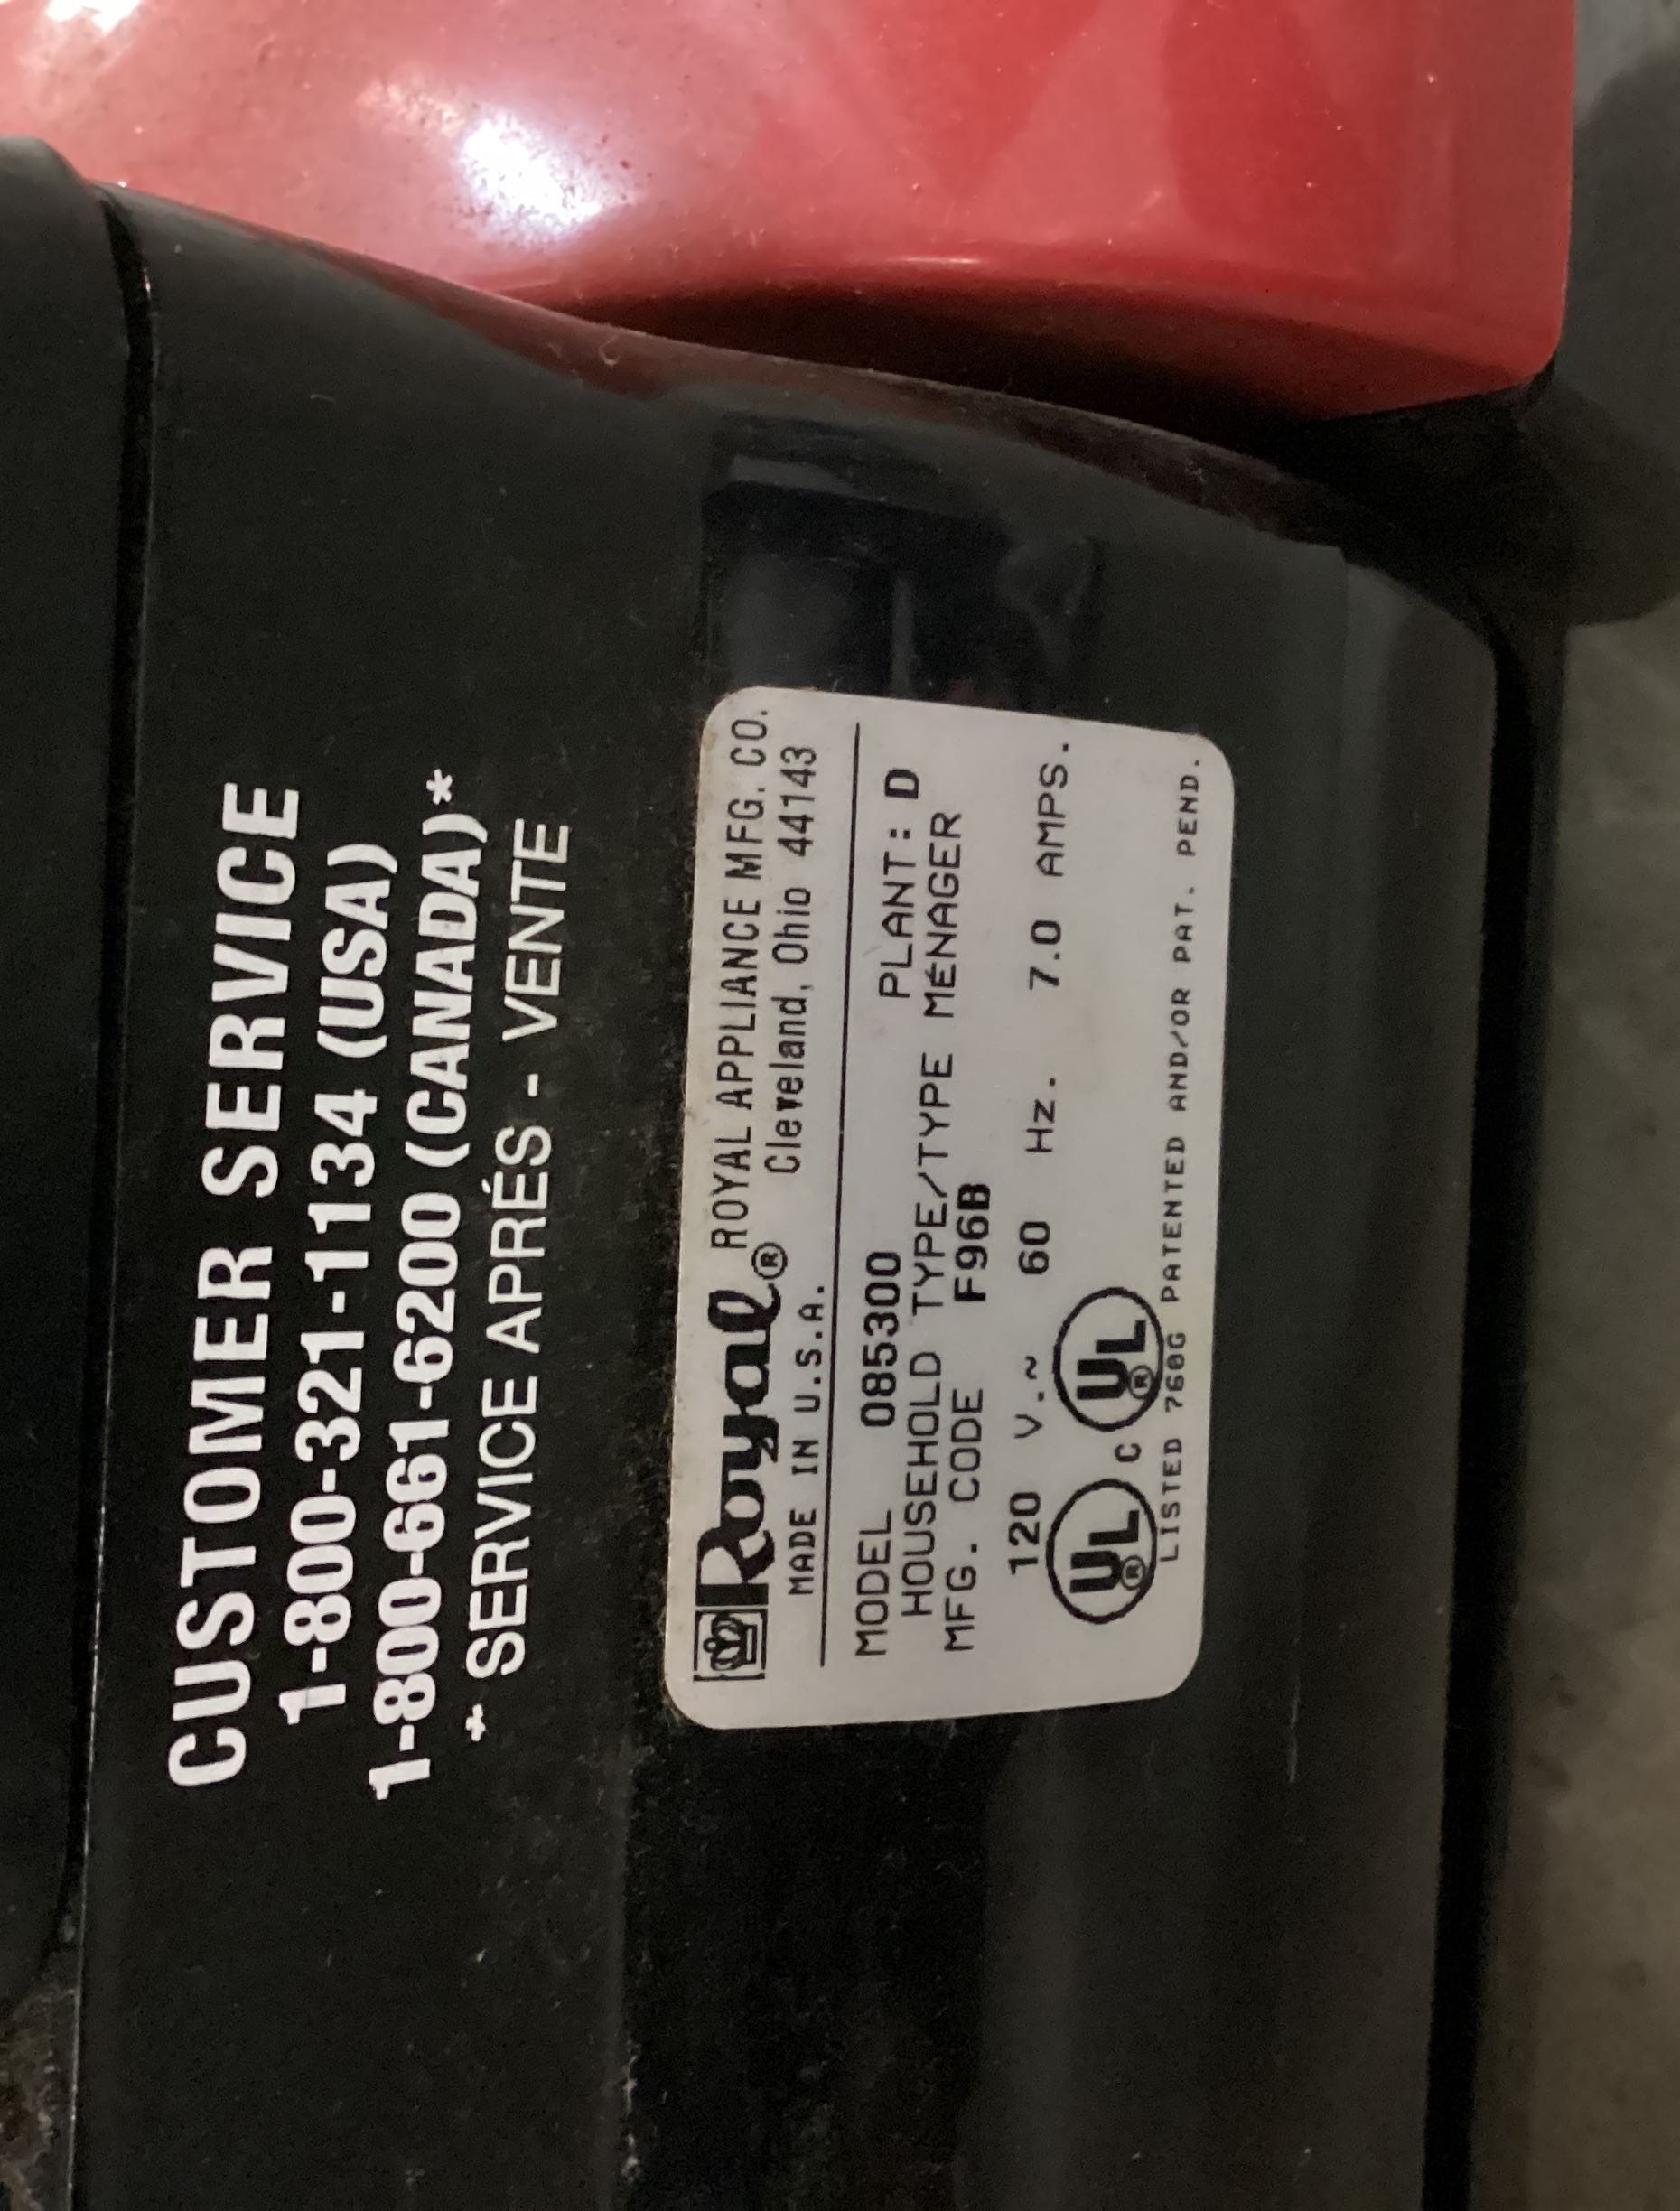 CUSTOMER SERVICE
1-800-321-1134 (USA)
1-800-661-6200 (CANADA)*
* SERVICE APRÉS - VENTE
Royal® ROYAL APPLIANCE MFG. CO.
MADE IN U.S.A. Cleveland, Ohio 44143
MODEL 085300 PLANT: D
HOUSEHOLD TYPE/TYPE MÉNAGER
MFG. CODE F96B
120 V.~ 60 Hz. 7.0 AMPS.
UL® C UL®
LISTED 760G PATENTED AND/OR PAT. PEND.